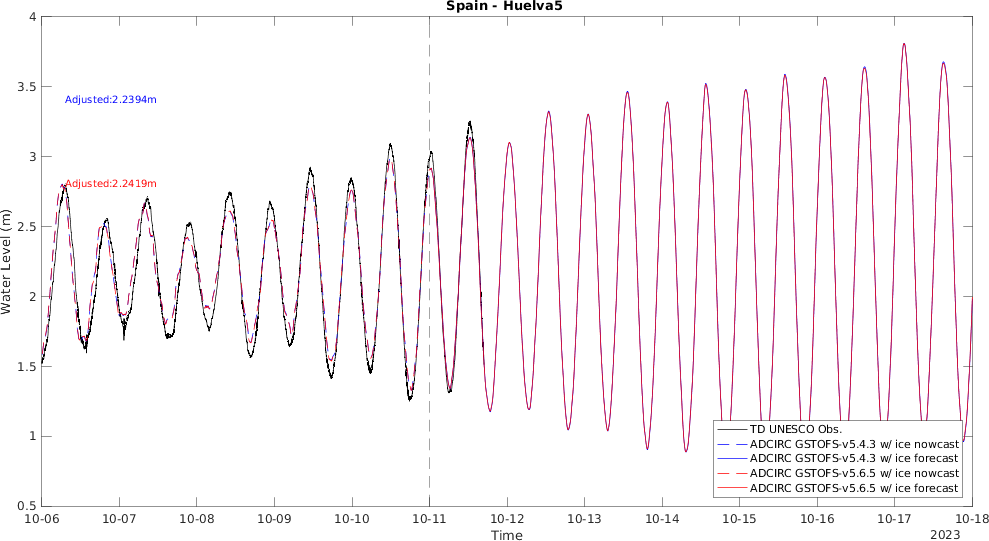 Spain - Huelva5
4
3.5
3
2.5
2
1.5
1
0.5
Water Level (m)
Adjusted:2.2394m
Adjusted:2.2419m
TD UNESCO Obs.
ADCIRC GSTOFS-v5.4.3 w/ ice nowcast
ADCIRC GSTOFS-v5.4.3 w/ ice forecast
ADCIRC GSTOFS-v5.6.5 w/ ice nowcast
ADCIRC GSTOFS-v5.6.5 w/ ice forecast
10-06 10-07 10-08 10-09 10-10 10-11 10-12 10-13 10-14 10-15 10-16 10-17 10-18
Time
2023